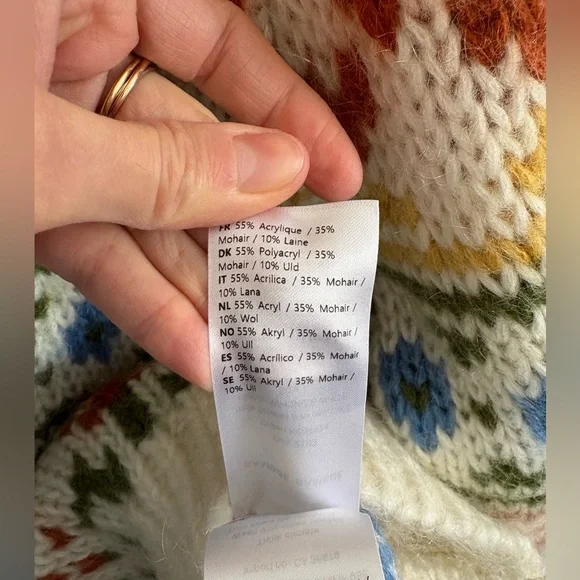 FR 55% Acrylique / 35%
Mohair / 10% Laine
DK 55% Polyacryl / 35%
Mohair / 10% Uld
IT 55% Acrilica / 35% Mohair /
10% Lana
NL 55% Acryl / 35% Mohair /
10% Wol
NO 55% Akryl / 35% Mohair /
10% Ull
ES 55% Acrílico / 35% Mohair
/ 10% Lana
SE 55% Akryl / 35% Mohair /
10% Ull